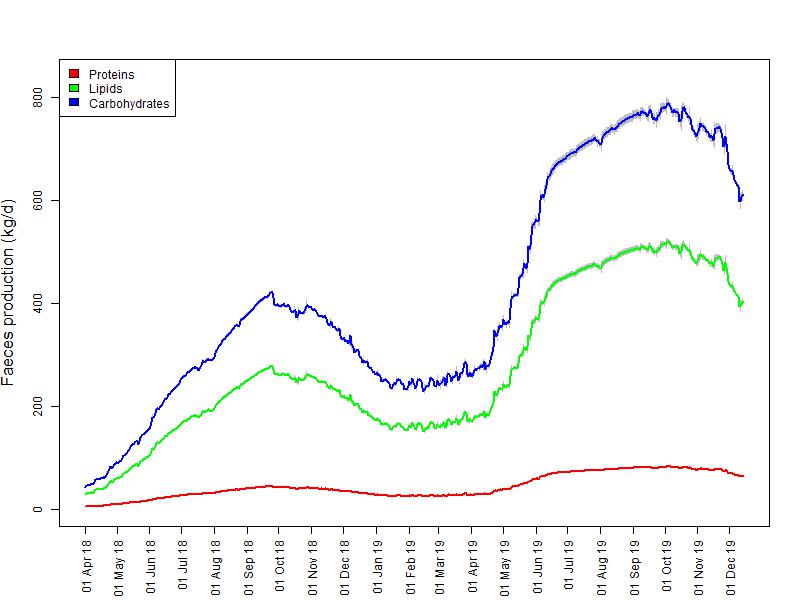 Proteins
Lipids
Carbohydrates
Faeces production (kg/d)
800
600
400
200
0
01 Apr 18
01 May 18
01 Jun 18
01 Jul 18
01 Aug 18
01 Sep 18
01 Oct 18
01 Nov 18
01 Dec 18
01 Jan 19
01 Feb 19
01 Mar 19
01 Apr 19
01 May 19
01 Jun 19
01 Jul 19
01 Aug 19
01 Sep 19
01 Oct 19
01 Nov 19
01 Dec 19